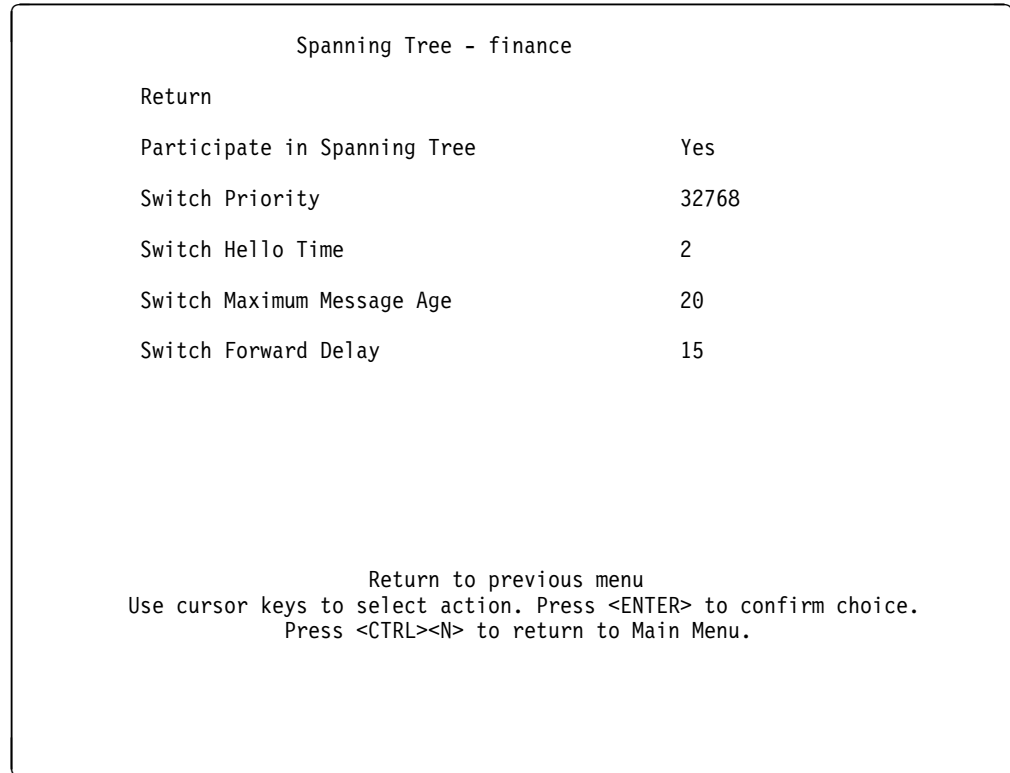 Spanning Tree - finance
Return
Participate in Spanning Tree Yes
Switch Priority 32768
Switch Hello Time 2
Switch Maximum Message Age 20
Switch Forward Delay 15
Return to previous menu
Use cursor keys to select action. Press <ENTER> to confirm choice.
Press <CTRL><N> to return to Main Menu.